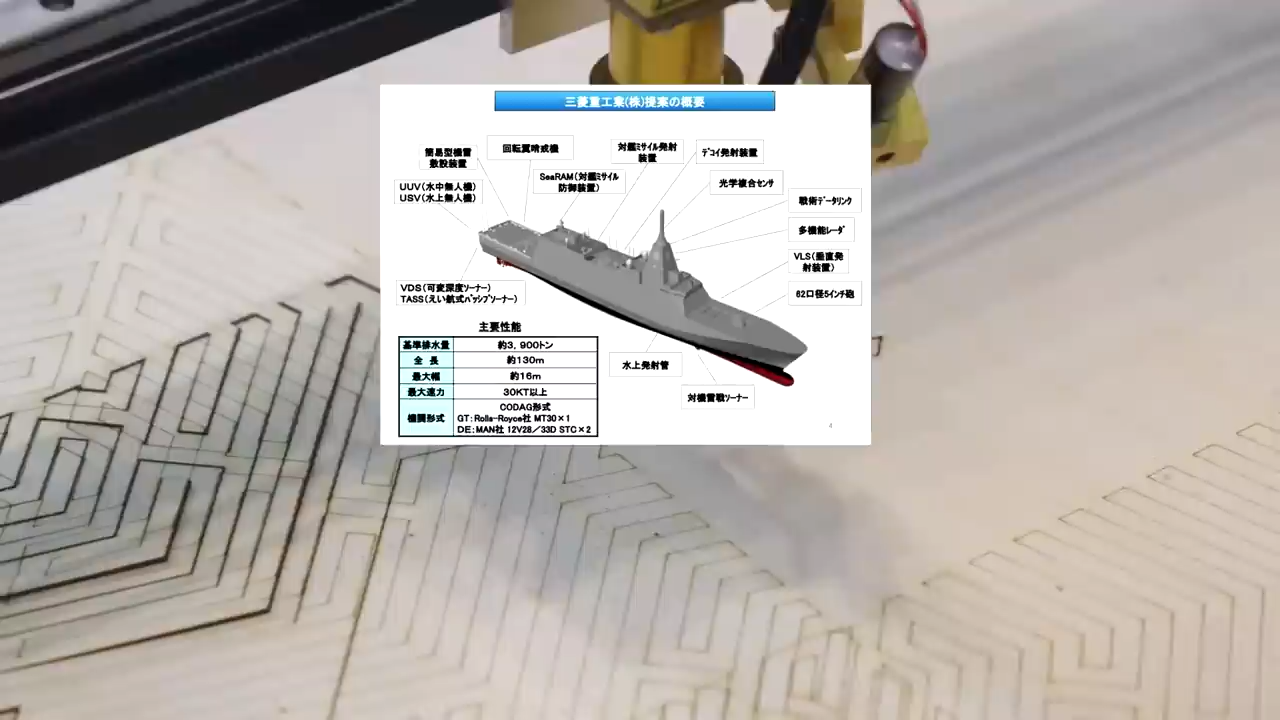 三菱重工業(株)提案の概要
簡易型機雷
敷設装置
回転翼哨戒機
対艦ミサイル発射
装置
デコイ発射装置
SeaRAM(対艦ミサイル
防御装置)
光学複合センサ
UUV(水中無人機)
USV(水上無人機)
戦術データリンク
多機能レーダ
VLS(垂直発
射装置)
VDS(可変深度ソーナー)
TASS(えい航式パッシブソーナー)
62口径5インチ砲
水上発射管
対機雷戦ソーナー
主要性能
基準排水量 約3,900トン
全 長 約130m
最大幅 約16m
最大速力 30KT以上
機関形式 CODAG形式
GT:Rolls-Royce社 MT30×1
DE:MAN社 12V28/33D STC×2
4